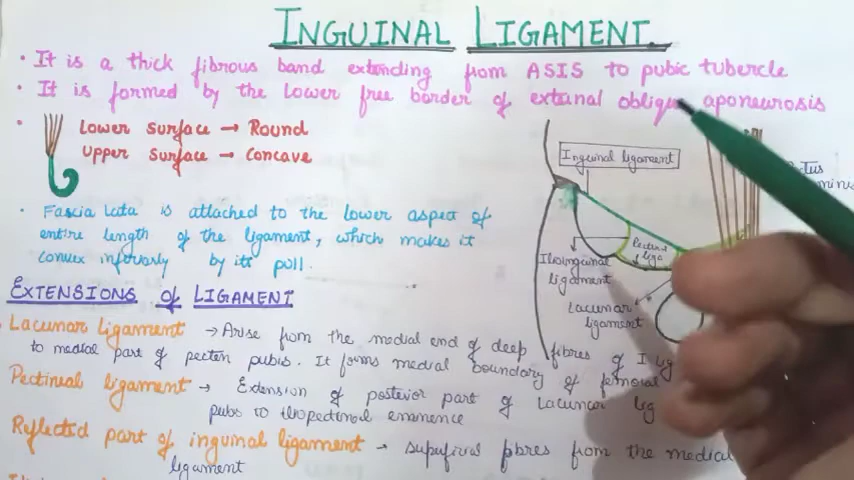 INGUINAL LIGAMENT
• It is a thick fibrous band extending from ASIS to pubic tubercle
• It is formed by the lower free border of external oblique aponeurosis
• Lower surface → Round
Upper surface → Concave
Inguinal ligament
Ilioinguinal
ligament
Lacunar
ligament
• Fascia lata is attached to the lower aspect of
entire length of the ligament, which makes it
convex inferiorly by its pull.
EXTENSIONS of LIGAMENT
Lacunar ligament → Arise from the medial end of deep fibres of I lig
to medial part of pecten pubis. It forms medial boundary of femoral
Pectineal ligament → Extension of posterior part of Lacunar lig
pubis to iliopectineal eminence
Reflected part of inguinal ligament → superficial fibres from the medial
ligament